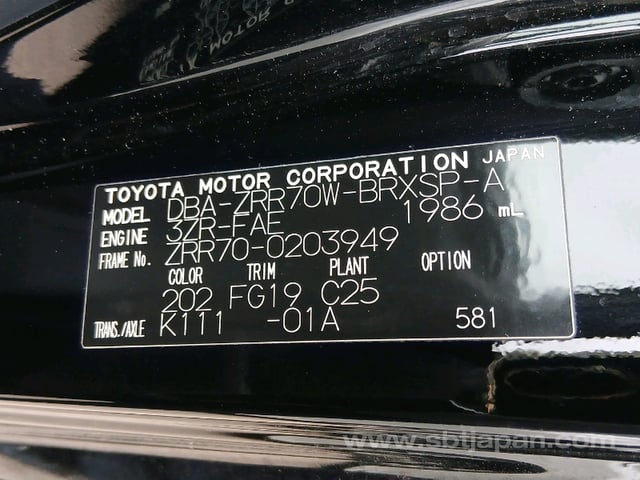 TOYOTA MOTOR CORPORATION JAPAN
MODEL DBA-ZRR70W-BRXSP-A
ENGINE 3ZR-FAE 1986 mL
FRAME No. ZRR70-0203949
COLOR TRIM PLANT OPTION
202 FG19 C25
TRANS./AXLE K111 -01A 581
www.sbtjapan.com